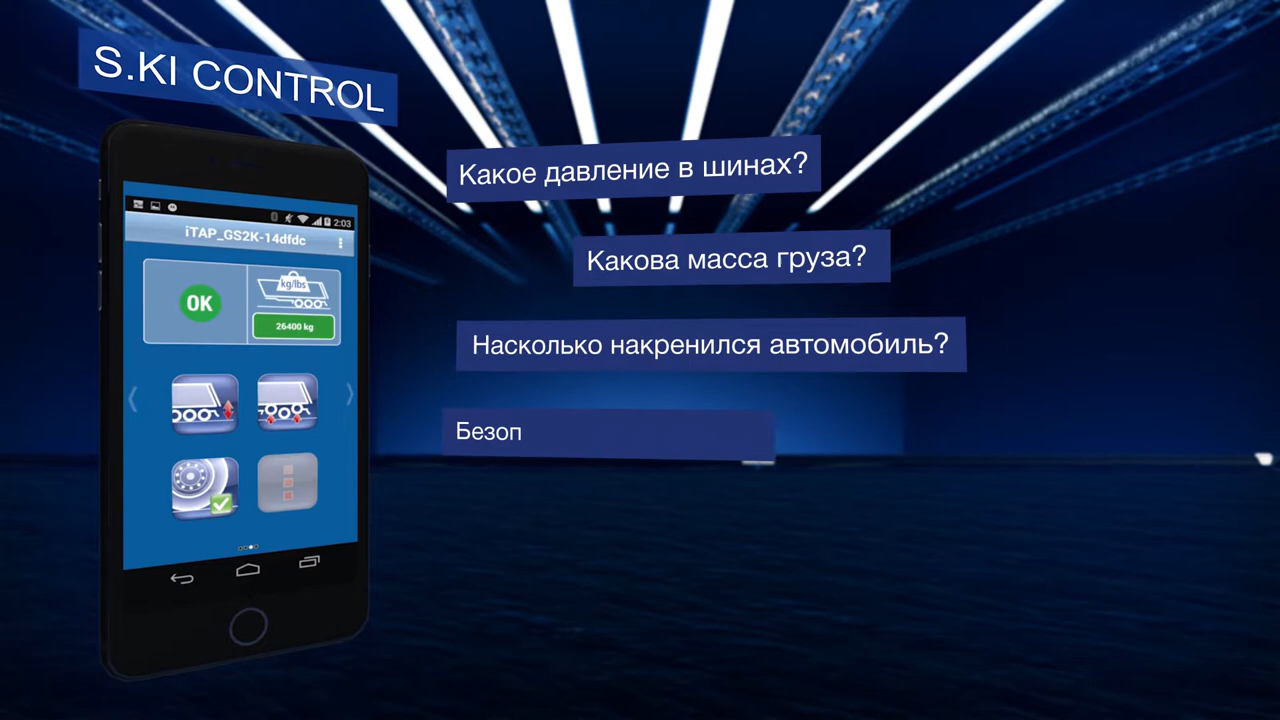 S.KI CONTROL
2:03
iTAP_GS2K-14dfdc
OK
kg/lbs
26400 kg
Какое давление в шинах?
Какова масса груза?
Насколько накренился автомобиль?
Безоп